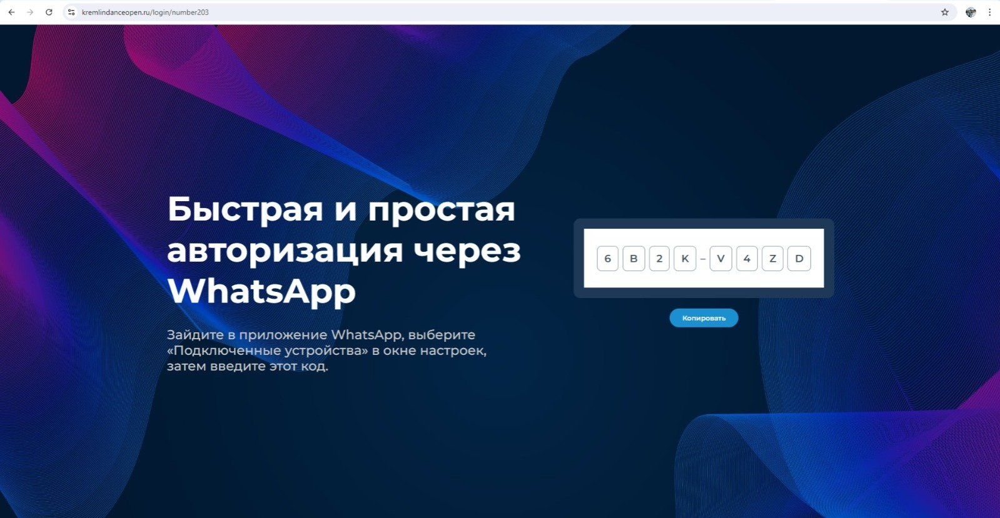 kremlindanceopen.ru/login/number203
Быстрая и простая
авторизация через
WhatsApp
Зайдите в приложение WhatsApp, выберите
«Подключенные устройства» в окне настроек,
затем введите этот код.
6 B 2 K – V 4 Z D
Копировать